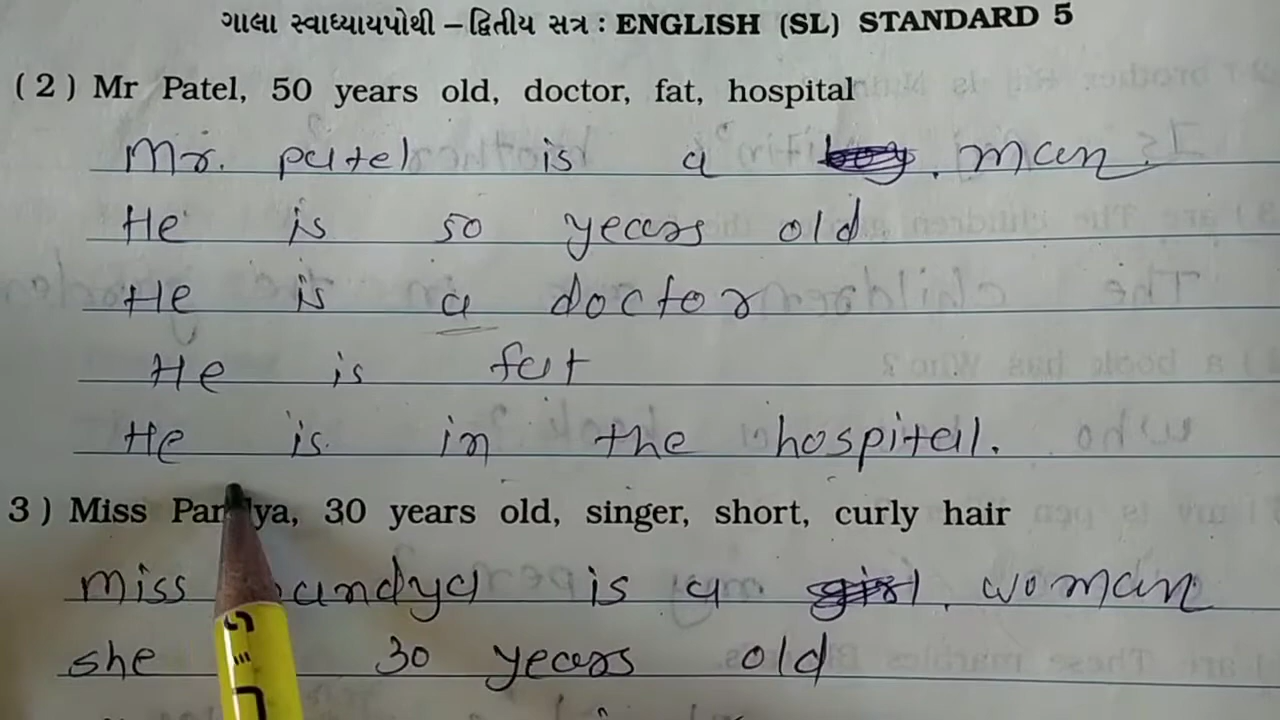 ગાલા સ્વાધ્યાયપોથી – દ્વિતીય સત્ર : ENGLISH (SL) STANDARD 5
(2) Mr Patel, 50 years old, doctor, fat, hospital
Mr. patel is a boy. man.
He is 50 years old
He is a doctor
He is fat
He is in the hospital.
3) Miss Pandya, 30 years old, singer, short, curly hair
miss pandya is a girl. woman
she 30 years old